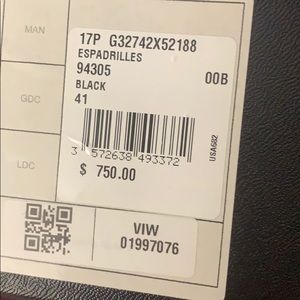 MAN
GDC
LDC
17P G32742X52188
ESPADRILLES
94305 00B
BLACK
41
3 572638 493372
USA682
$ 750.00
VIW
01997076